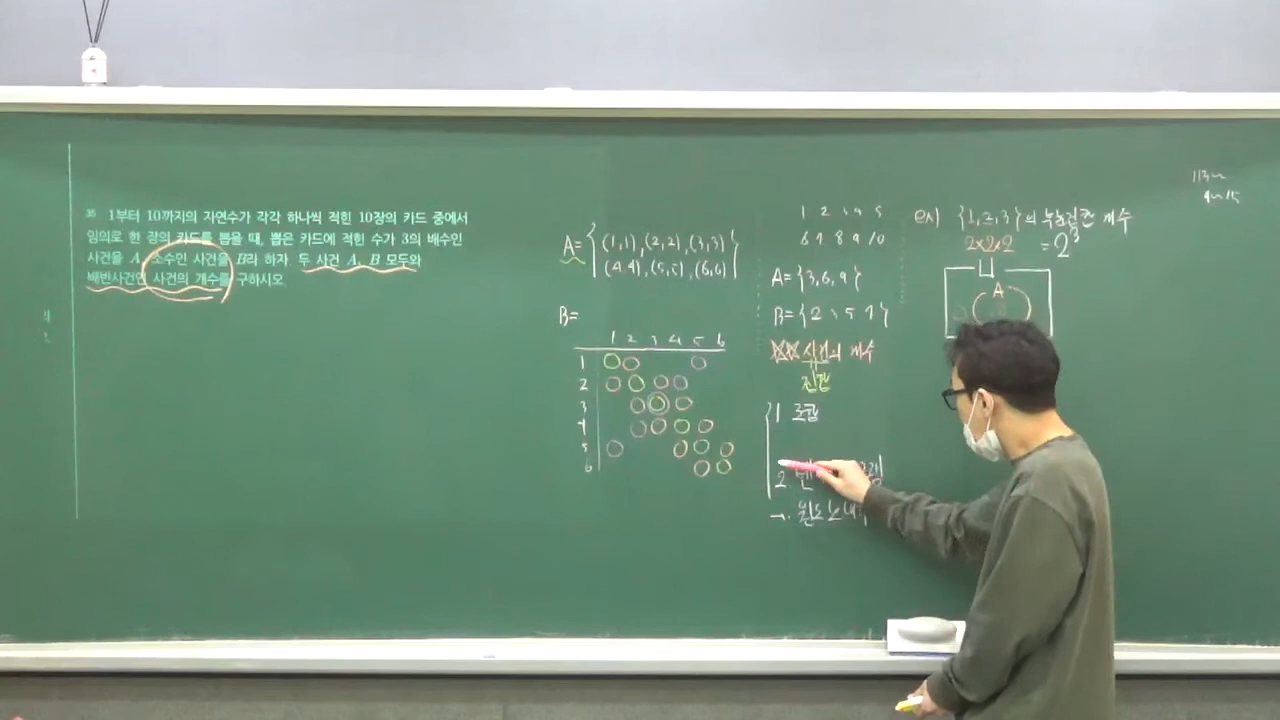 1부터 10까지의 자연수가 각각 하나씩 적힌 10장의 카드 중에서
임의로 한 장의 카드를 뽑을 때, 뽑은 카드에 적힌 수가 3의 배수인
사건을 A, 소수인 사건을 B라 하자. 두 사건 A, B 모두와
배반사건인 사건의 개수를 구하시오.
A={(1,1),(2,2),(3,3)
(4,4),(5,5),(6,6)}
B=
1 2 3 4 5 6
1
2
3
4
5
6
1 2 3 4 5
6 7 8 9 10
A={3,6,9}
B={2, 3, 5, 7}
사건의 개수
집합
1
2.
ex) {1,2,3}의 부분집합 개수
2×2×2 =2³
A